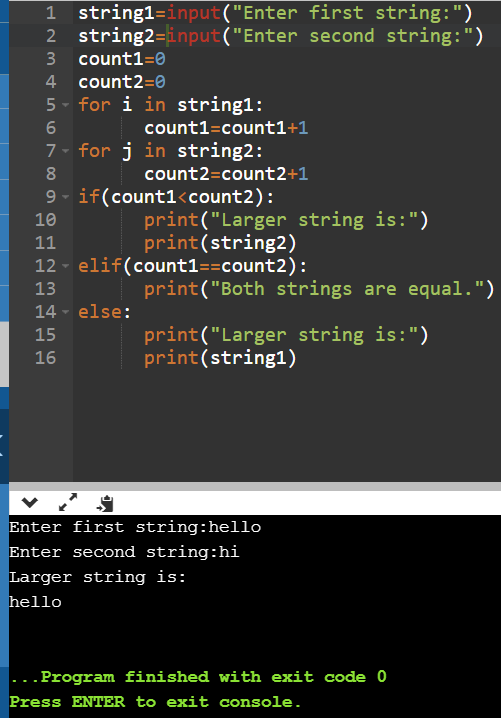 1 string1=input("Enter first string:")
2 string2=input("Enter second string:")
3 count1=0
4 count2=0
5 for i in string1:
6 count1=count1+1
7 for j in string2:
8 count2=count2+1
9 if(count1<count2):
10 print("Larger string is:")
11 print(string2)
12 elif(count1==count2):
13 print("Both strings are equal.")
14 else:
15 print("Larger string is:")
16 print(string1)
Enter first string:hello
Enter second string:hi
Larger string is:
hello
...Program finished with exit code 0
Press ENTER to exit console.